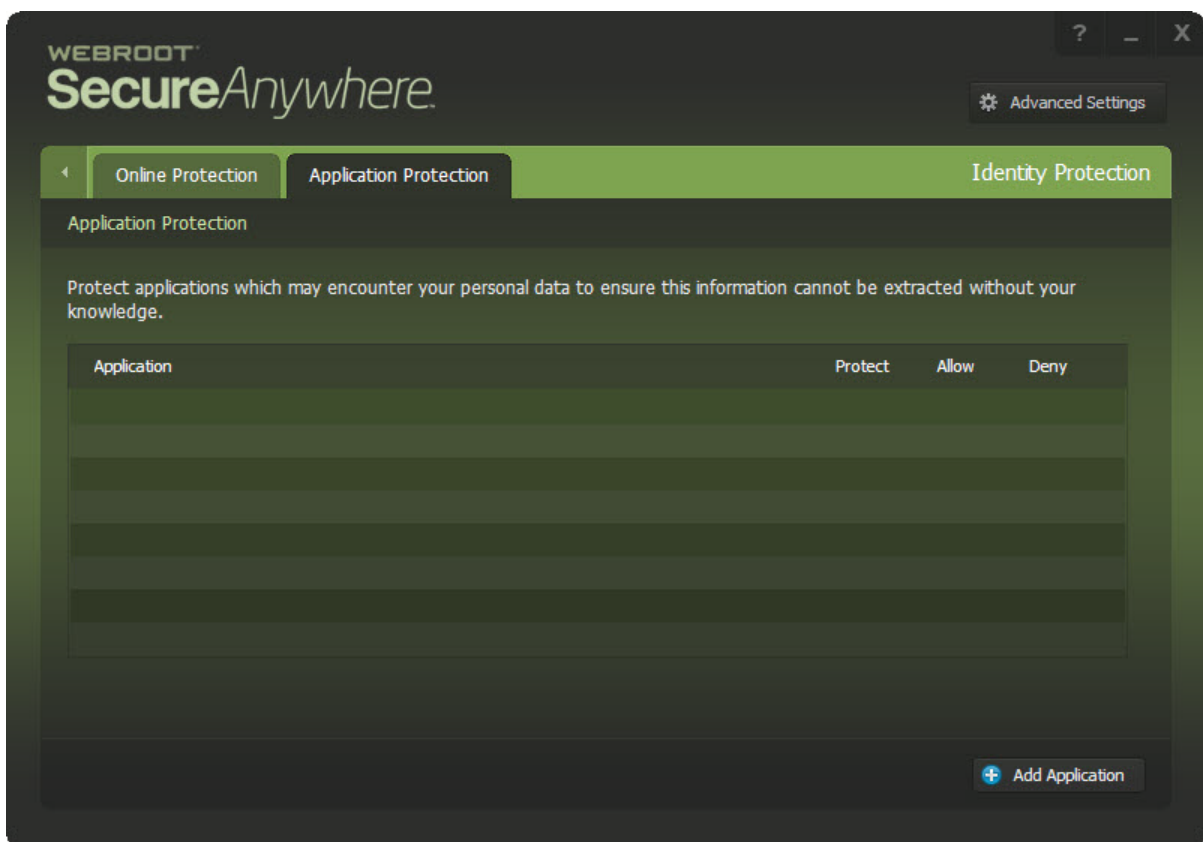 ? _ X
WEBROOT
SecureAnywhere
Advanced Settings
Online Protection Application Protection Identity Protection
Application Protection
Protect applications which may encounter your personal data to ensure this information cannot be extracted without your
knowledge.
Application Protect Allow Deny
Add Application